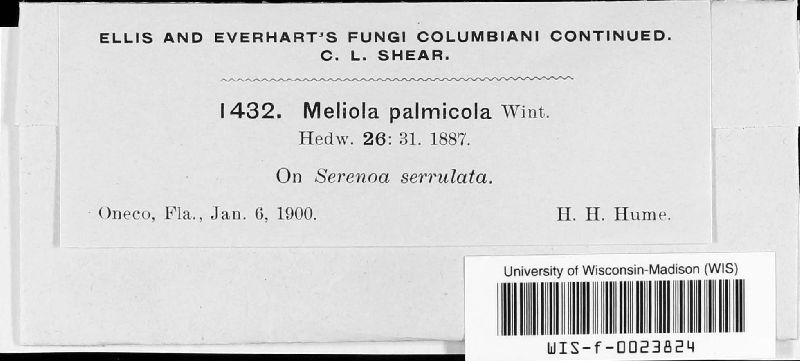 ELLIS AND EVERHART'S FUNGI COLUMBIANI CONTINUED.
C. L. SHEAR.
1432. Meliola palmicola Wint.
Hedw. 26: 31. 1887.
On Serenoa serrulata.
Oneco, Fla., Jan. 6, 1900. H. H. Hume.
University of Wisconsin-Madison (WIS)
WIS-f-0023824